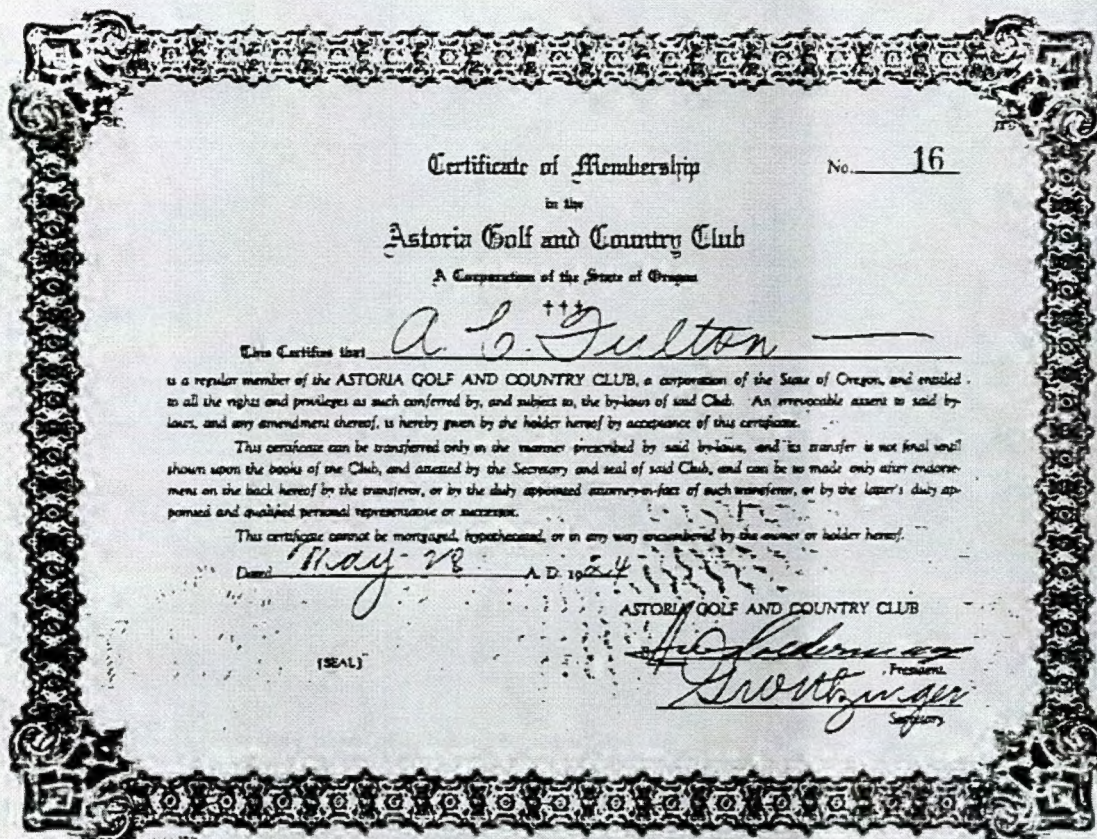 Certificate of Membership
No. 16
in the
Astoria Golf and Country Club
A Corporation of the State of Oregon
†††
This Certifies that A. C. Fulton
is a regular member of the ASTORIA GOLF AND COUNTRY CLUB, a corporation of the State of Oregon, and entitled
to all the rights and privileges as such conferred by, and subject to, the by-laws of said Club. An irrevocable assent to said by-
laws, and any amendment thereof, is hereby given by the holder hereof by acceptance of this certificate.
This certificate can be transferred only in the manner prescribed by said by-laws, and its transfer is not final until
shown upon the books of the Club, and attested by the Secretary and seal of said Club, and can be so made only after endorse-
ment on the back hereof by the transferor, or by the duly appointed attorney-in-fact of such transferor, or by the latter's duly ap-
pointed and qualified personal representative or successor.
This certificate cannot be mortgaged, hypothecated, or in any way encumbered by the owner or holder hereof.
Dated May 28 A. D. 1924
ASTORIA GOLF AND COUNTRY CLUB
President.
[SEAL]
Secretary.